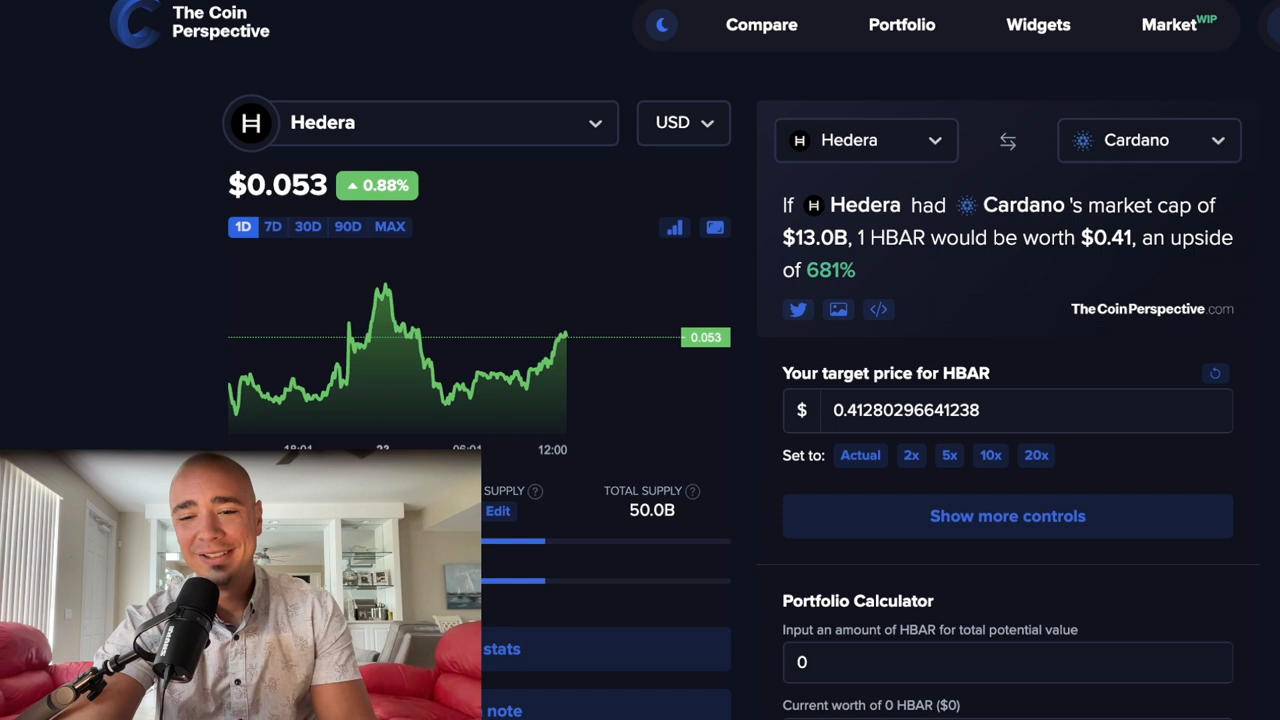 The Coin
Perspective
Compare
Portfolio
Widgets
Market WIP
Hedera
USD
$0.053
0.88%
1D 7D 30D 90D MAX
0.053
12:00
SUPPLY ?
Edit
TOTAL SUPPLY ?
50.0B
stats
note
Hedera
Cardano
If Hedera had Cardano 's market cap of
$13.0B, 1 HBAR would be worth $0.41, an upside
of 681%
TheCoinPerspective.com
Your target price for HBAR
$ 0.41280296641238
Set to: Actual 2x 5x 10x 20x
Show more controls
Portfolio Calculator
Input an amount of HBAR for total potential value
0
Current worth of 0 HBAR ($0)